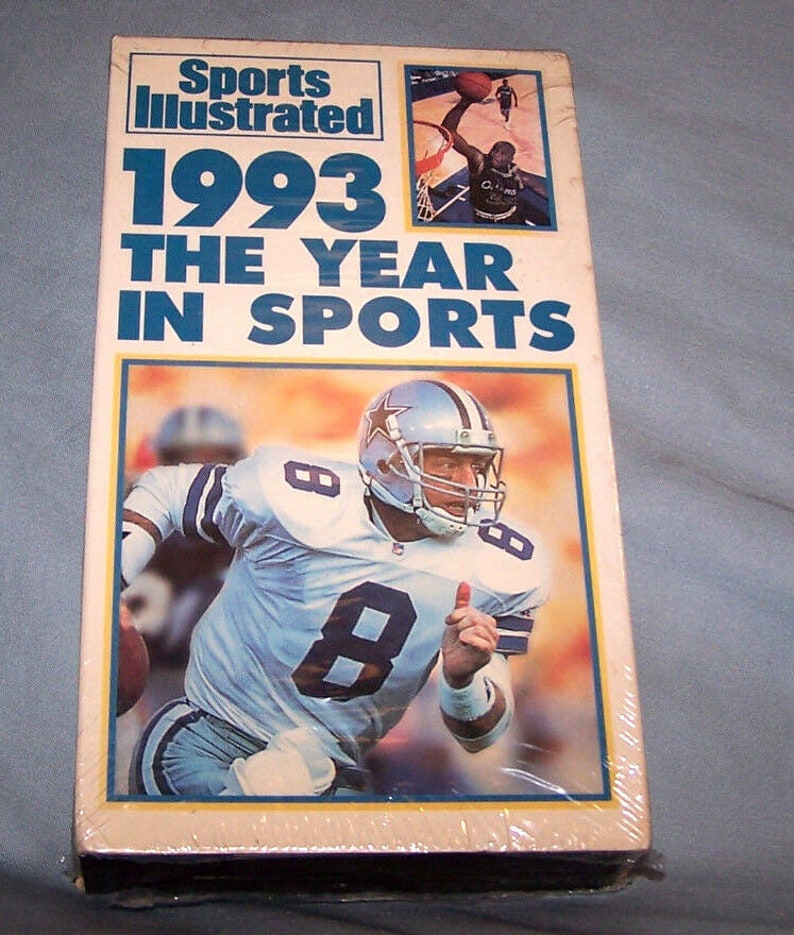 Sports
Illustrated
1993
THE YEAR
IN SPORTS
8
8
8